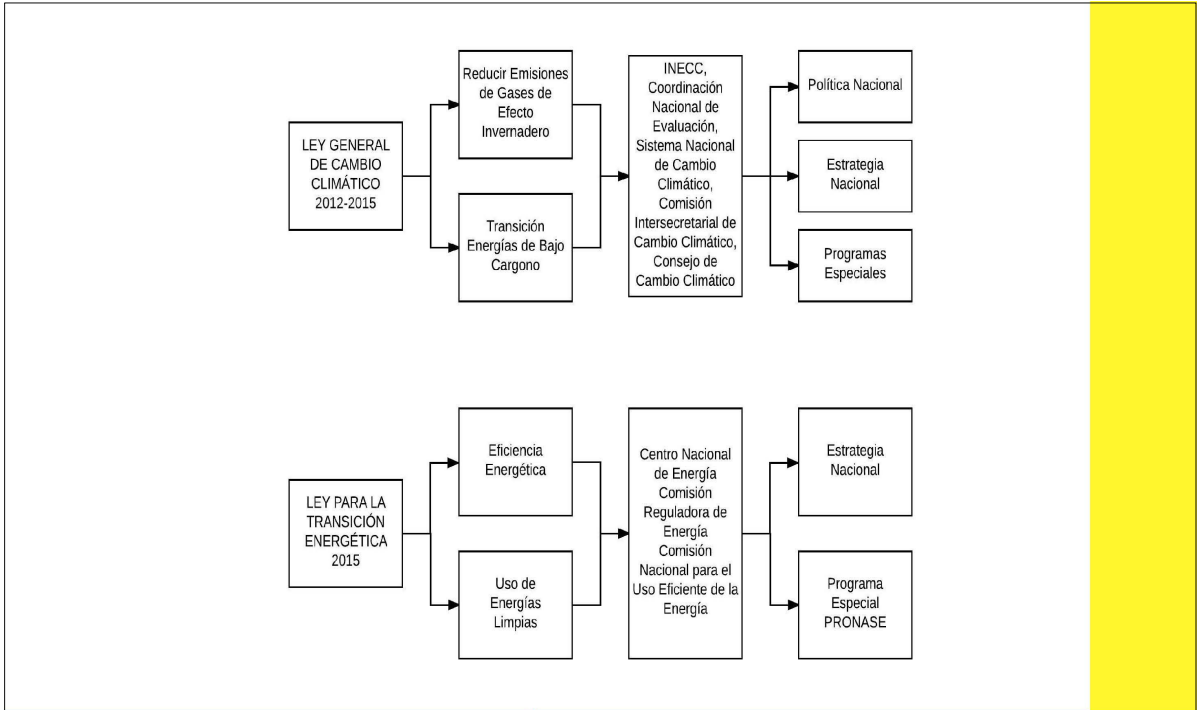 LEY GENERAL
DE CAMBIO
CLIMÁTICO
2012-2015
Reducir Emisiones
de Gases de
Efecto
Invernadero
Transición
Energías de Bajo
Cargono
INECC,
Coordinación
Nacional de
Evaluación,
Sistema Nacional
de Cambio
Climático,
Comisión
Intersecretarial de
Cambio Climático,
Consejo de
Cambio Climático
Política Nacional
Estrategia
Nacional
Programas
Especiales
LEY PARA LA
TRANSICIÓN
ENERGÉTICA
2015
Eficiencia
Energética
Uso de
Energías
Limpias
Centro Nacional
de Energía
Comisión
Reguladora de
Energía
Comisión
Nacional para el
Uso Eficiente de la
Energía
Estrategia
Nacional
Programa
Especial
PRONASE